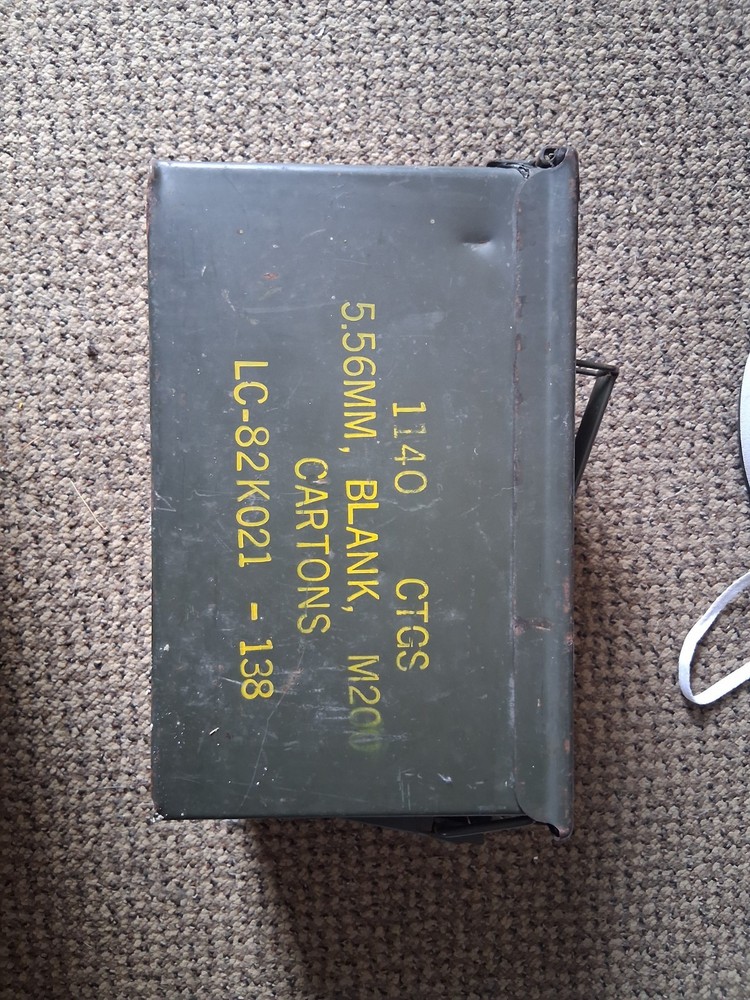 1140 CTGS
5.56MM, BLANK, M200
CARTONS
LC-82K021 - 138